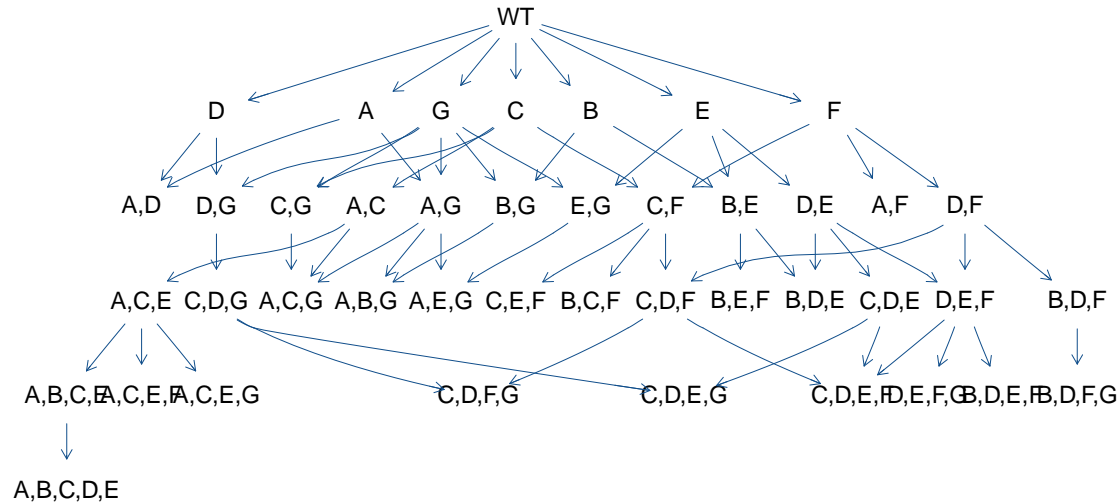 WT
D A G C B E F
A,D D,G C,G A,C A,G B,G E,G C,F B,E D,E A,F D,F
A,C,E C,D,G A,C,G A,B,G A,E,G C,E,F B,C,F C,D,F B,E,F B,D,E C,D,E D,E,F B,D,F
A,B,C,E A,C,E,F A,C,E,G C,D,F,G C,D,E,G C,D,E,F D,E,F,G B,D,E,F B,D,F,G
A,B,C,D,E